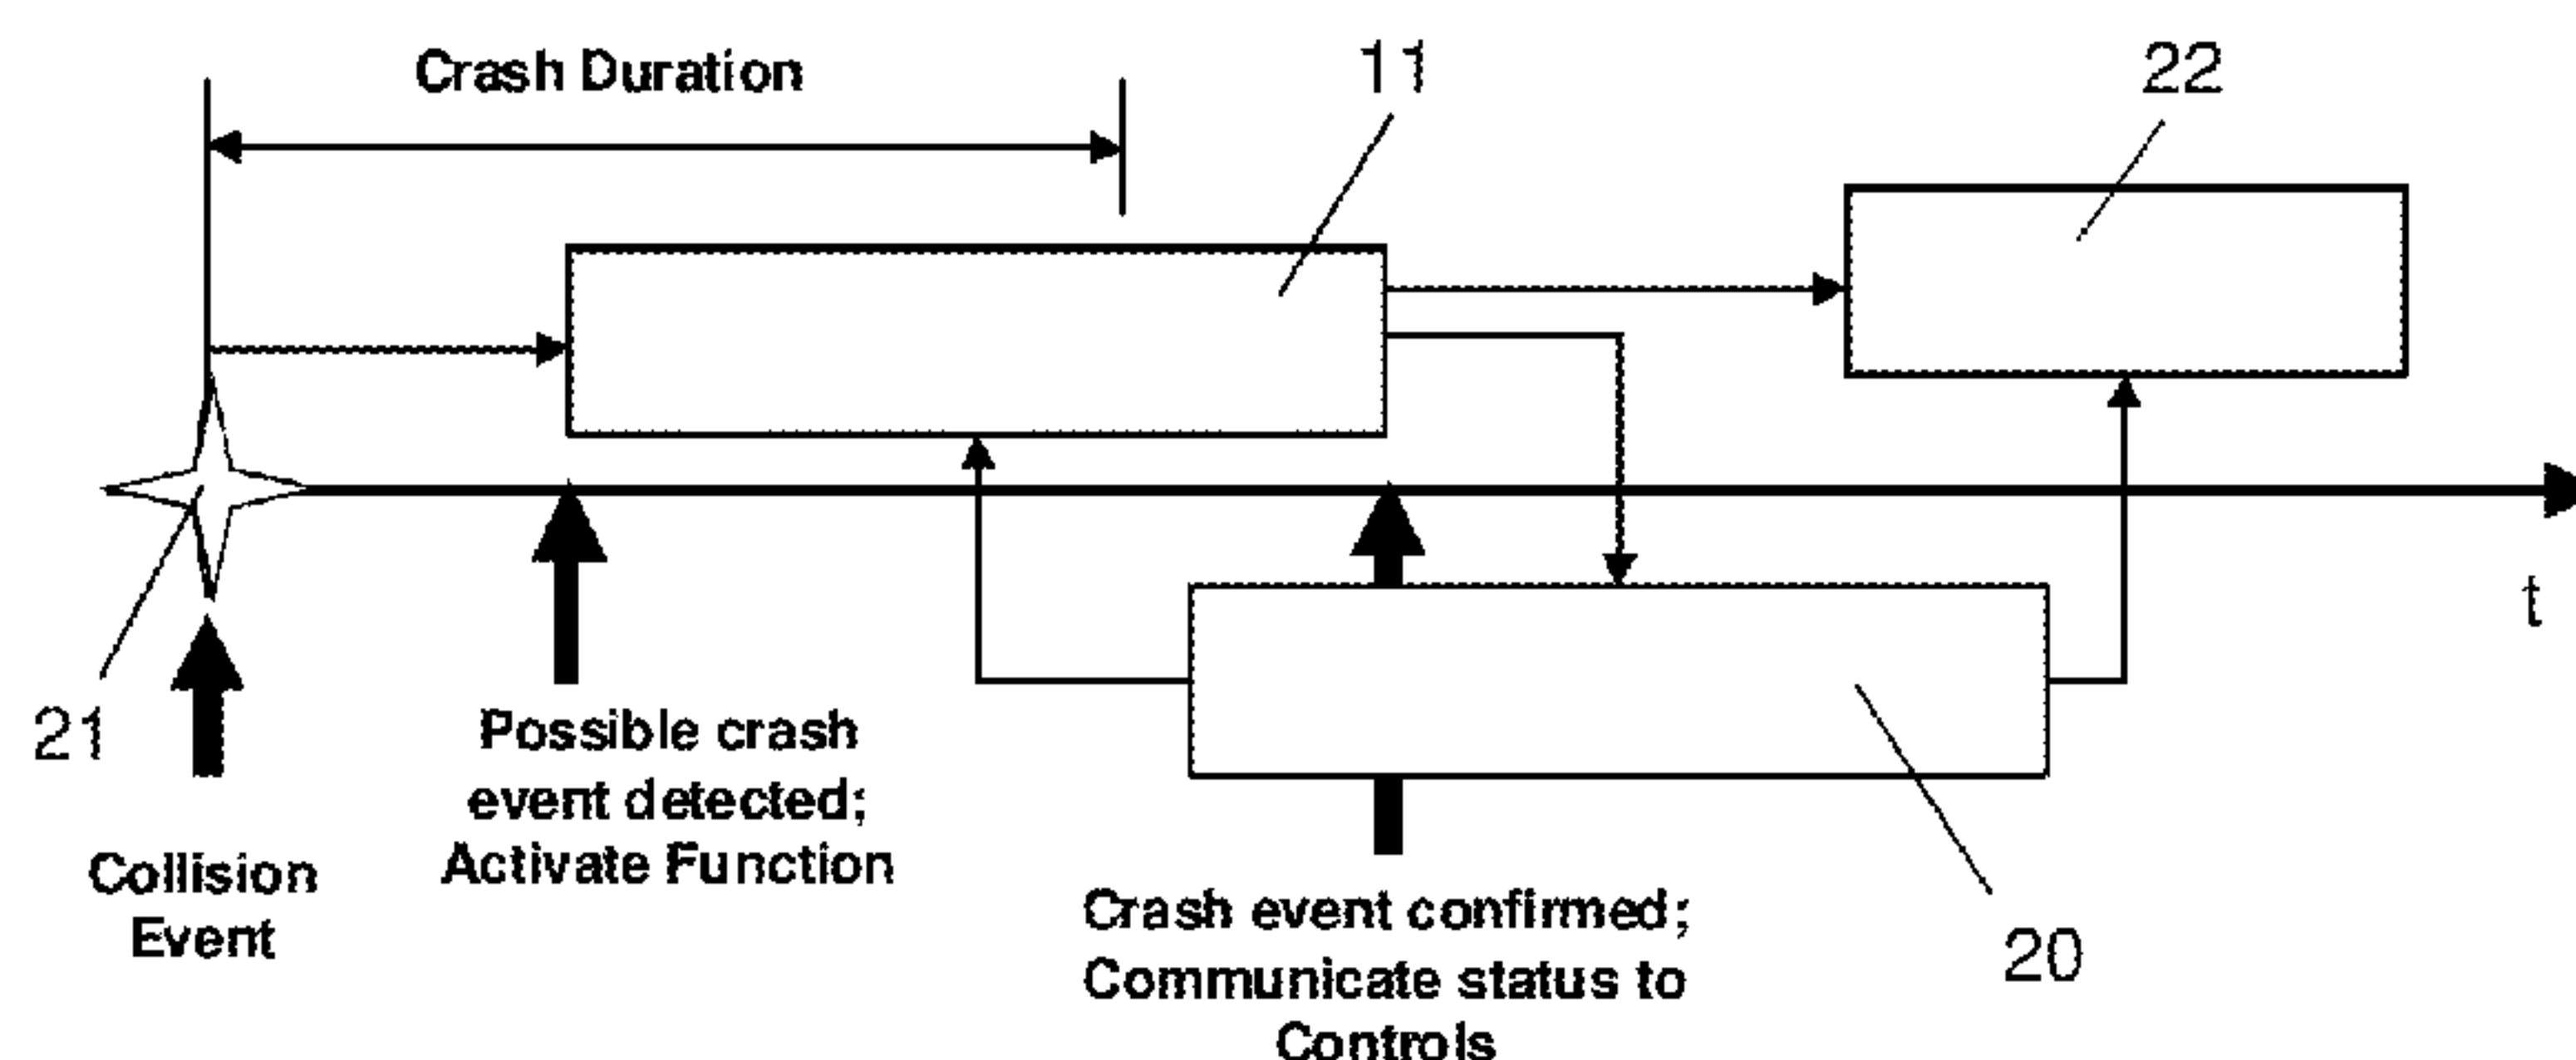 Crash Duration
11
22
t
21
Possible crash
event detected;
Activate Function
Collision
Event
Crash event confirmed;
Communicate status to
Controls
20